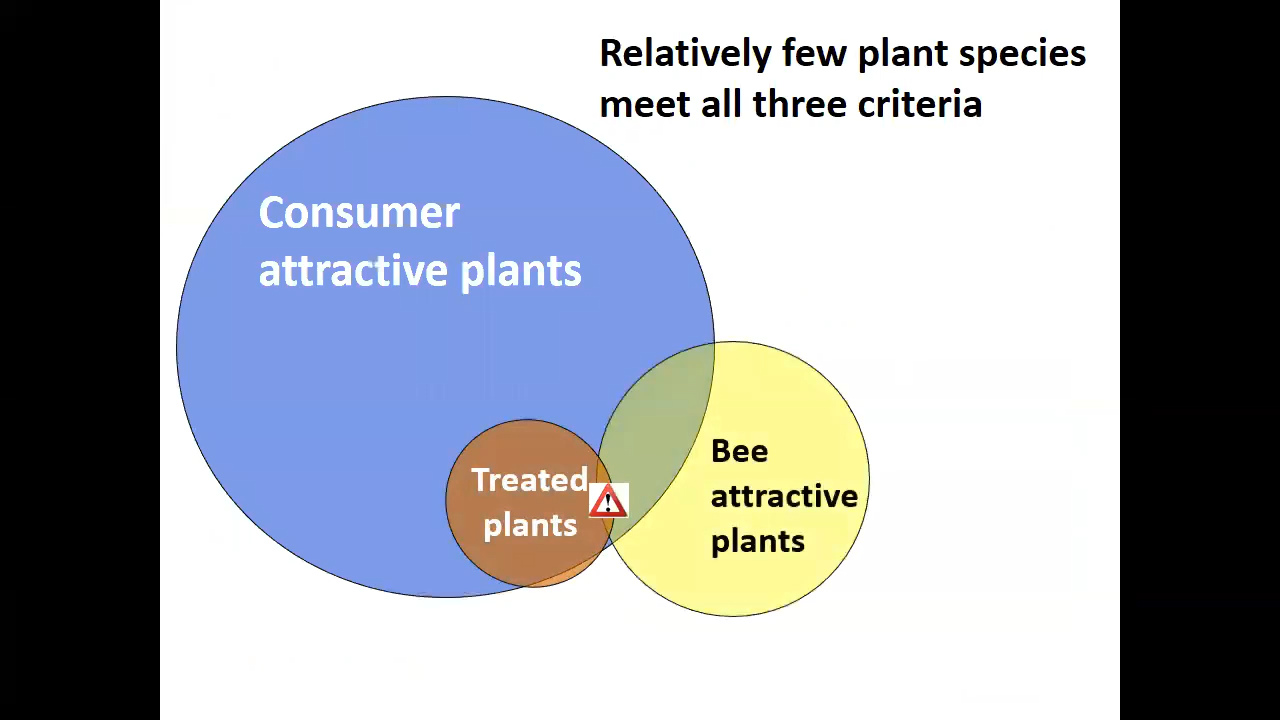 Relatively few plant species
meet all three criteria
Consumer
attractive plants
Treated
plants
Bee
attractive
plants